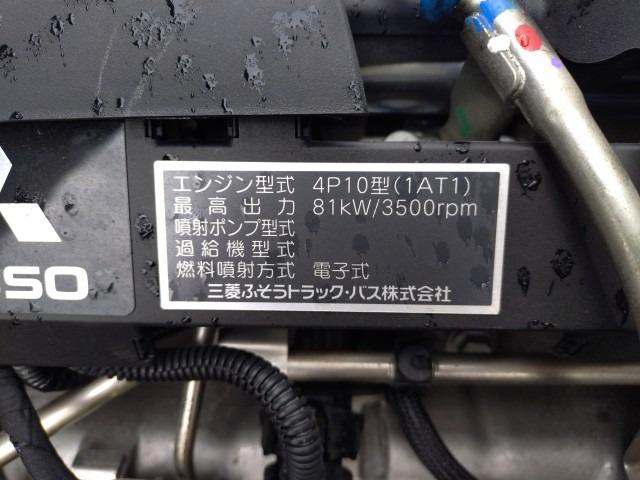 エンジン型式 4P10型(1AT1)
最高出力 81kW/3500rpm
噴射ポンプ型式
過給機型式
燃料噴射方式 電子式
三菱ふそうトラック・バス株式会社
SO